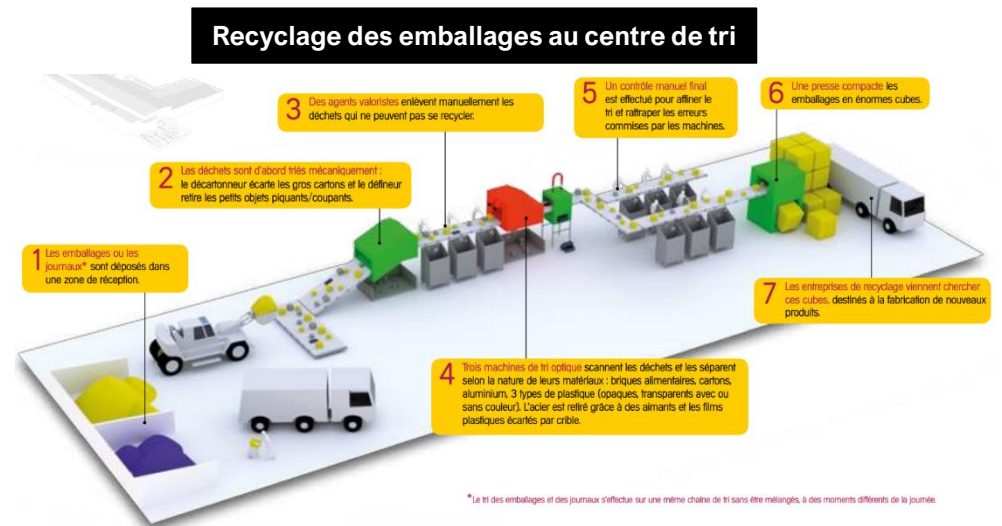 Recyclage des emballages au centre de tri
1 Les emballages ou les
journaux* sont déposés dans
une zone de réception.
2 Les déchets sont d'abord triés mécaniquement :
le décartonneur écarte les gros cartons et le défineur
retire les petits objets piquants/coupants.
3 Des agents valoristes enlèvent manuellement les
déchets qui ne peuvent pas se recycler.
4 Trois machines de tri optique scannent les déchets et les séparent
selon la nature de leurs matériaux : briques alimentaires, cartons,
aluminium, 3 types de plastique (opaques, transparents avec ou
sans couleur). L'acier est retiré grâce à des aimants et les films
plastiques écartés par crible.
5 Un contrôle manuel final
est effectué pour affiner le
tri et rattraper les erreurs
commises par les machines.
6 Une presse compacte les
emballages en énormes cubes.
7 Les entreprises de recyclage viennent chercher
ces cubes, destinés à la fabrication de nouveaux
produits.
*Le tri des emballages et des journaux s'effectue sur une même chaîne de tri sans être mélangés, à des moments différents de la journée.